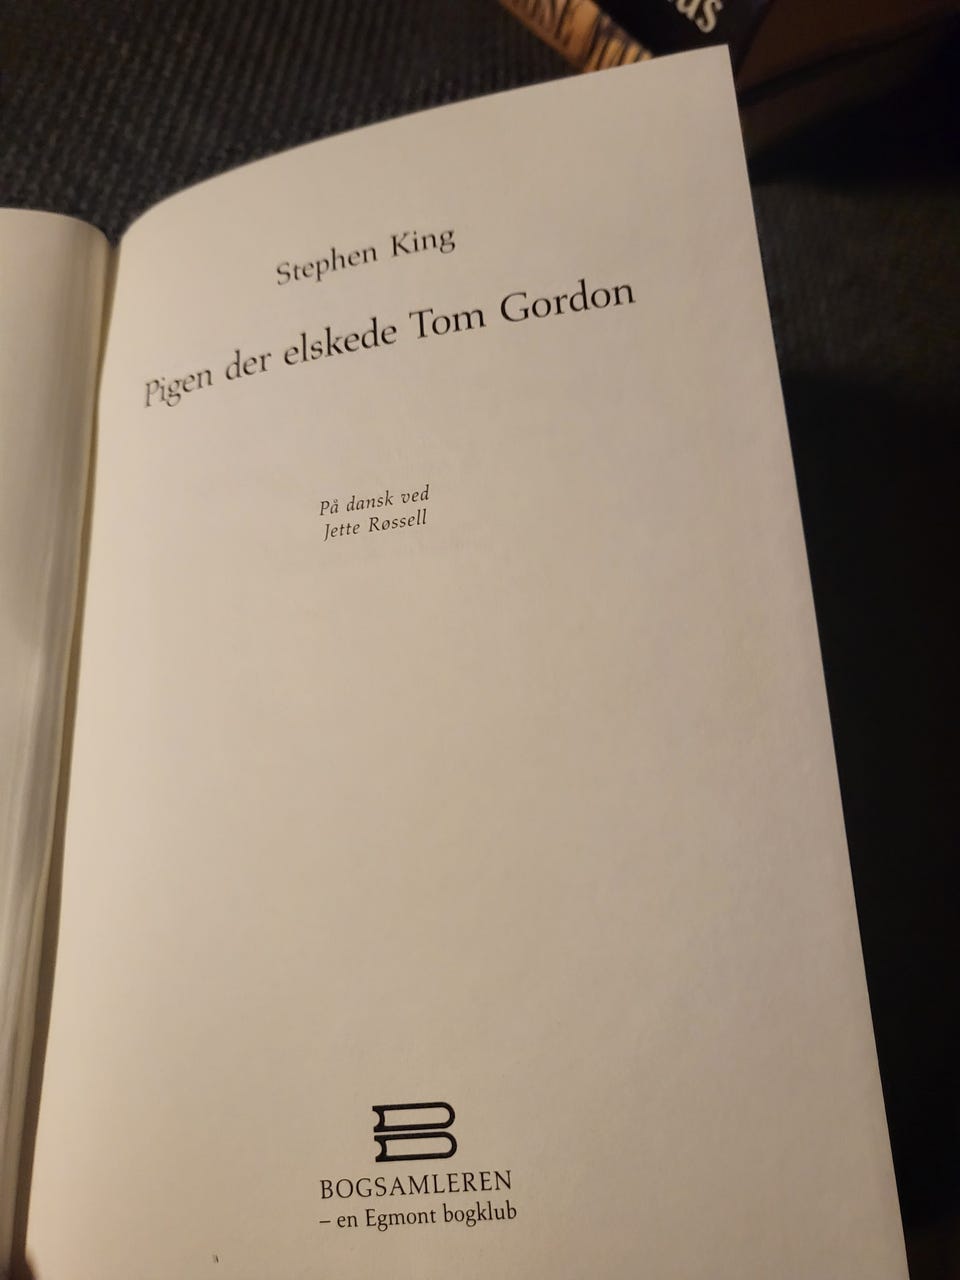 Stephen King
Pigen der elskede Tom Gordon
På dansk ved
Jette Røssell
BOGSAMLEREN
– en Egmont bogklub